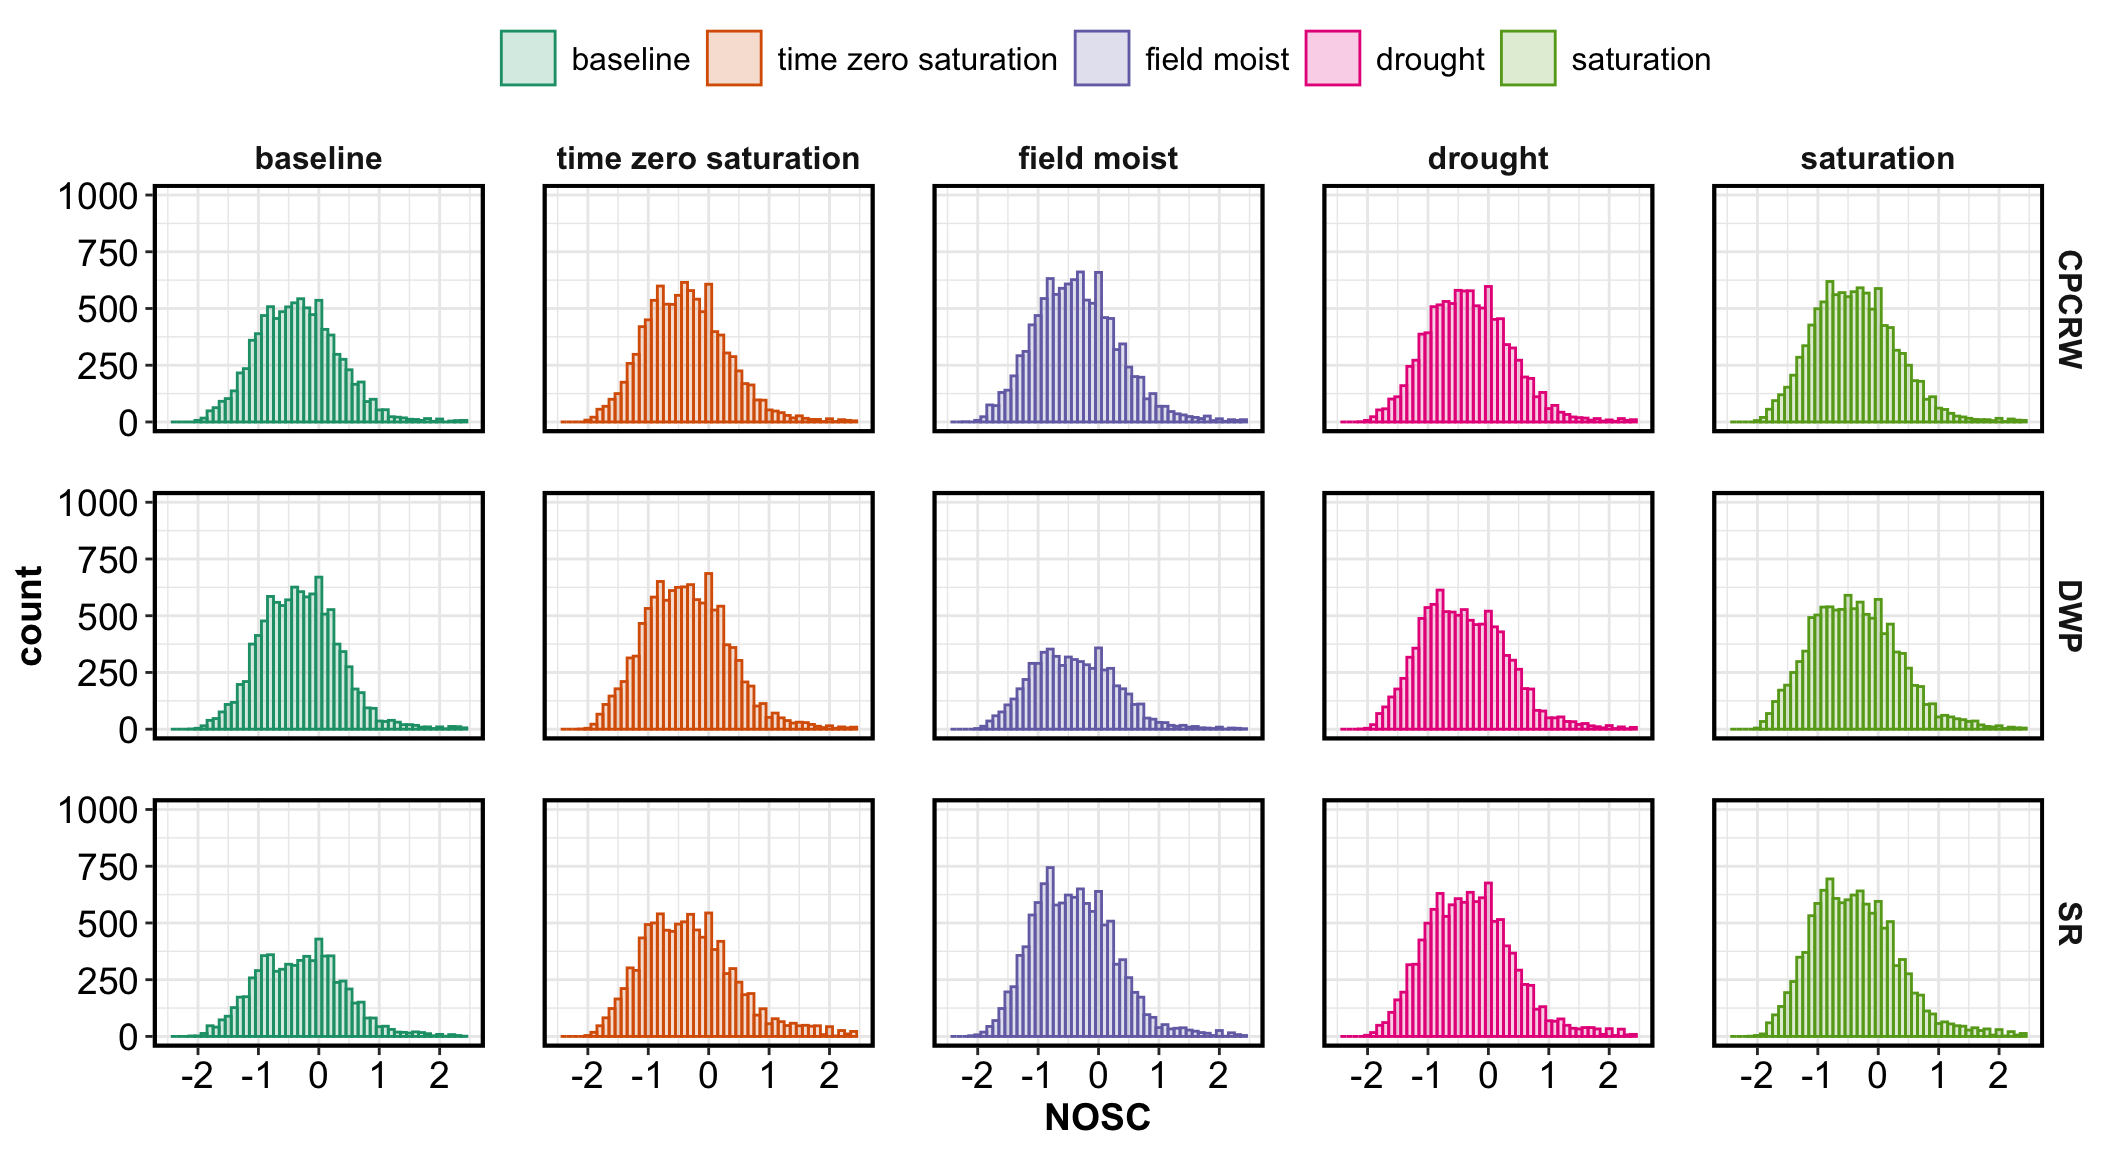 baseline time zero saturation field moist drought saturation
baseline time zero saturation field moist drought saturation
1000
750
500
250
0
CPCRW
1000
750
500
250
0
DWP
count
1000
750
500
250
0
SR
-2 -1 0 1 2 -2 -1 0 1 2 -2 -1 0 1 2 -2 -1 0 1 2 -2 -1 0 1 2
NOSC